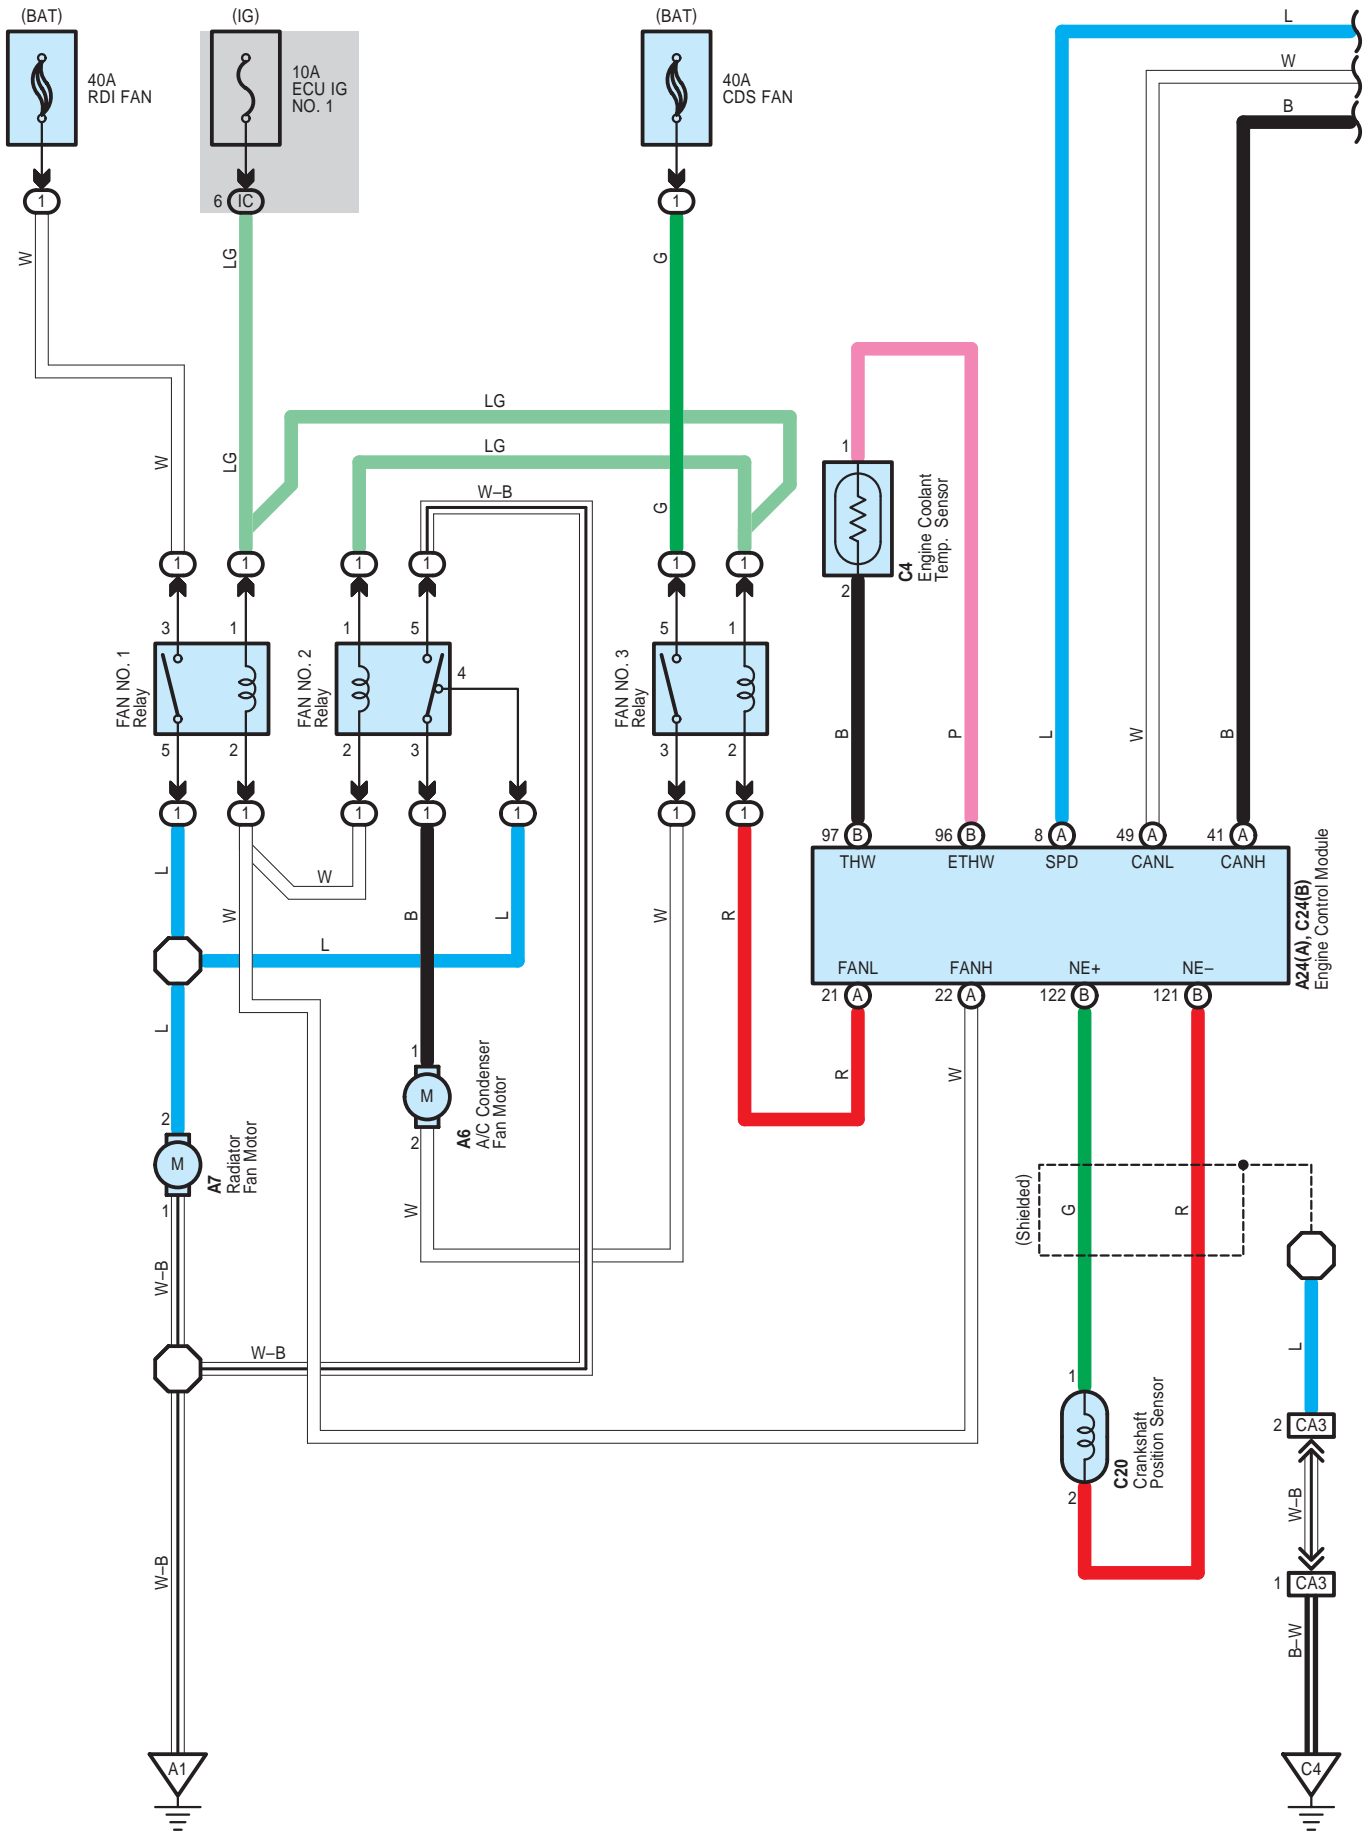 (BAT)
(IG)
(BAT)
L
40A
RDI FAN
10A
ECU IG
NO. 1
40A
CDS FAN
W
B
1
6
IC
1
W
LG
G
LG
LG
W
LG
G
W–B
1
C4
Engine Coolant
Temp. Sensor
2
1
1
1
1
1
1
3
1
1
5
5
1
FAN NO. 1
Relay
FAN NO. 2
Relay
4
FAN NO. 3
Relay
5
2
2
3
3
2
B
P
L
W
B
1
1
1
1
1
1
1
97
B
96
B
8
A
49
A
41
A
THW
ETHW
SPD
CANL
CANH
A24(A), C24(B)
Engine Control Module
L
W
W
B
L
W
R
L
FANL
FANH
NE+
NE–
21
A
22
A
122
B
121
B
L
1
M
2
A6
A/C Condenser
Fan Motor
R
W
2
M
1
A7
Radiator
Fan Motor
W
(Shielded)
G
R
W–B
W–B
L
1
C20
Crankshaft
Position Sensor
2
2
CA3
W–B
W–B
1
CA3
B–W
A1
C4